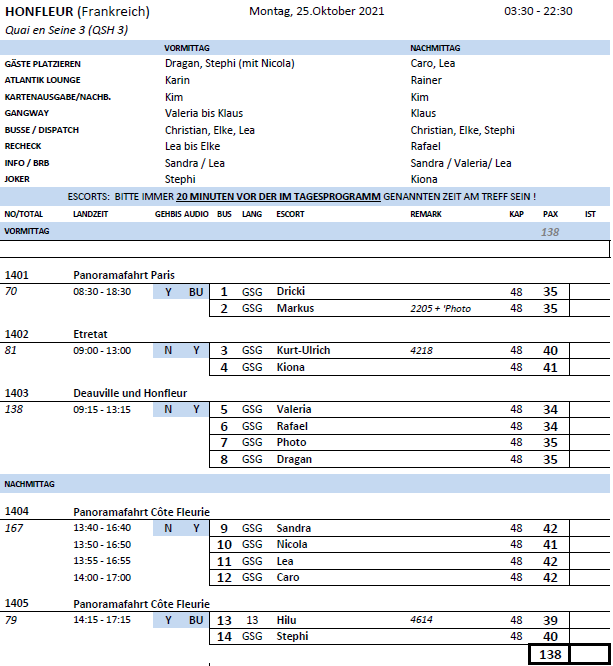 HONFLEUR (Frankreich) Montag, 25.Oktober 2021 03:30 - 22:30
Quai en Seine 3 (QSH 3)
VORMITTAG NACHMITTAG
GÄSTE PLATZIEREN Dragan, Stephi (mit Nicola) Caro, Lea
ATLANTIK LOUNGE Karin Rainer
KARTENAUSGABE/NACHB. Kim Kim
GANGWAY Valeria bis Klaus Klaus
BUSSE / DISPATCH Christian, Elke, Lea Christian, Elke, Stephi
RECHECK Lea bis Elke Rafael
INFO / BRB Sandra / Lea Sandra / Valeria/ Lea
JOKER Stephi Kiona
ESCORTS: BITTE IMMER 20 MINUTEN VOR DER IM TAGESPROGRAMM GENANNTEN ZEIT AM TREFF SEIN !
NO/TOTAL LANDZEIT GEHBIS AUDIO BUS LANG ESCORT REMARK KAP PAX IST
VORMITTAG 138
1401 Panoramafahrt Paris
70 08:30 - 18:30 Y BU 1 GSG Dricki 48 35
2 GSG Markus 2205 + 'Photo 48 35
1402 Etretat
81 09:00 - 13:00 N Y 3 GSG Kurt-Ulrich 4218 48 40
4 GSG Kiona 48 41
1403 Deauville und Honfleur
138 09:15 - 13:15 N Y 5 GSG Valeria 48 34
6 GSG Rafael 48 34
7 GSG Photo 48 35
8 GSG Dragan 48 35
NACHMITTAG
1404 Panoramafahrt Côte Fleurie
167 13:40 - 16:40 N Y 9 GSG Sandra 48 42
13:50 - 16:50 10 GSG Nicola 48 41
13:55 - 16:55 11 GSG Lea 48 42
14:00 - 17:00 12 GSG Caro 48 42
1405 Panoramafahrt Côte Fleurie
79 14:15 - 17:15 Y BU 13 13 Hilu 4614 48 39
14 GSG Stephi 48 40
138